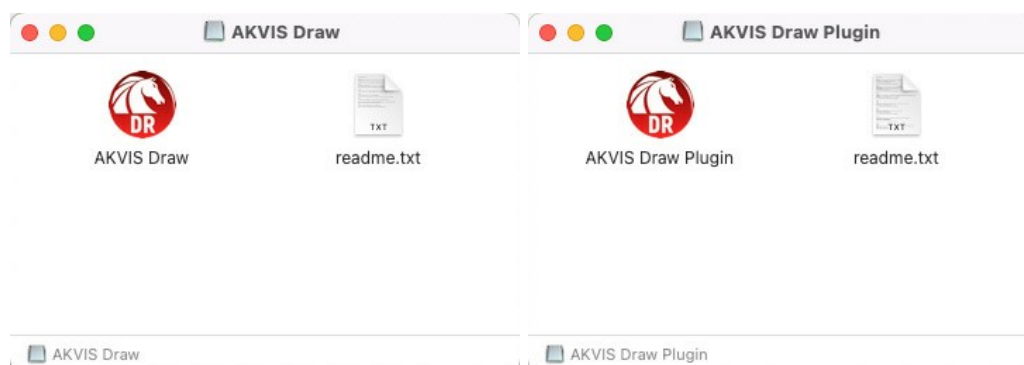 AKVIS Draw
DR
TXT
AKVIS Draw
readme.txt
AKVIS Draw
AKVIS Draw Plugin
DR
TXT
AKVIS Draw Plugin
readme.txt
AKVIS Draw Plugin